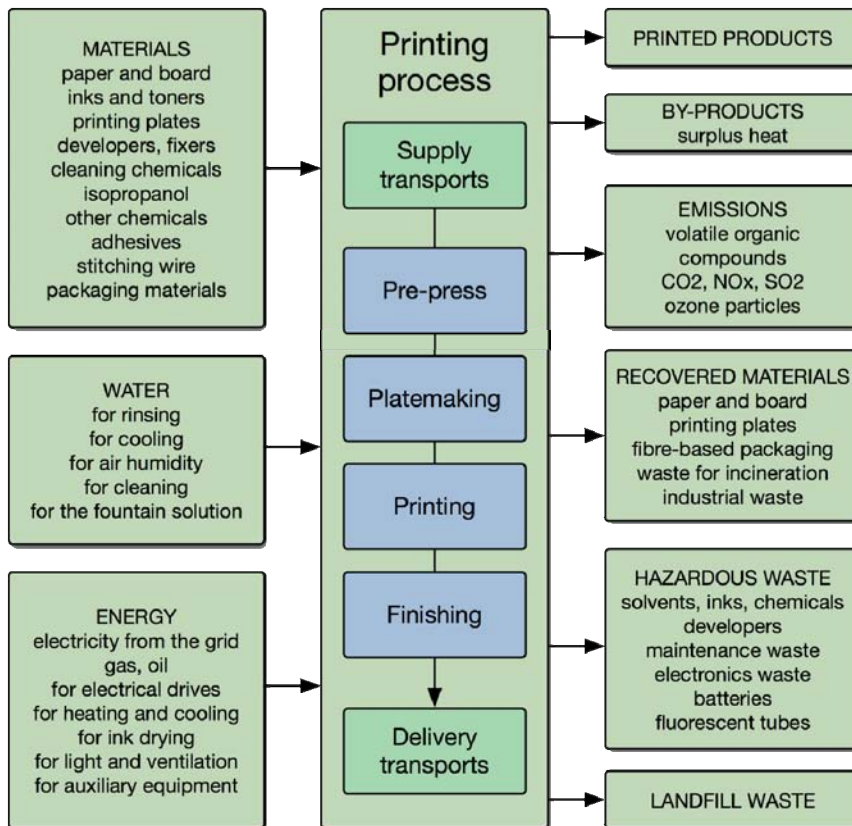 MATERIALS
paper and board
inks and toners
printing plates
developers, fixers
cleaning chemicals
isopropanol
other chemicals
adhesives
stitching wire
packaging materials
WATER
for rinsing
for cooling
for air humidity
for cleaning
for the fountain solution
ENERGY
electricity from the grid
gas, oil
for electrical drives
for heating and cooling
for ink drying
for light and ventilation
for auxiliary equipment
Printing
process
Supply
transports
Pre-press
Platemaking
Printing
Finishing
Delivery
transports
PRINTED PRODUCTS
BY-PRODUCTS
surplus heat
EMISSIONS
volatile organic
compounds
CO2, NOx, SO2
ozone particles
RECOVERED MATERIALS
paper and board
printing plates
fibre-based packaging
waste for incineration
industrial waste
HAZARDOUS WASTE
solvents, inks, chemicals
developers
maintenance waste
electronics waste
batteries
fluorescent tubes
LANDFILL WASTE